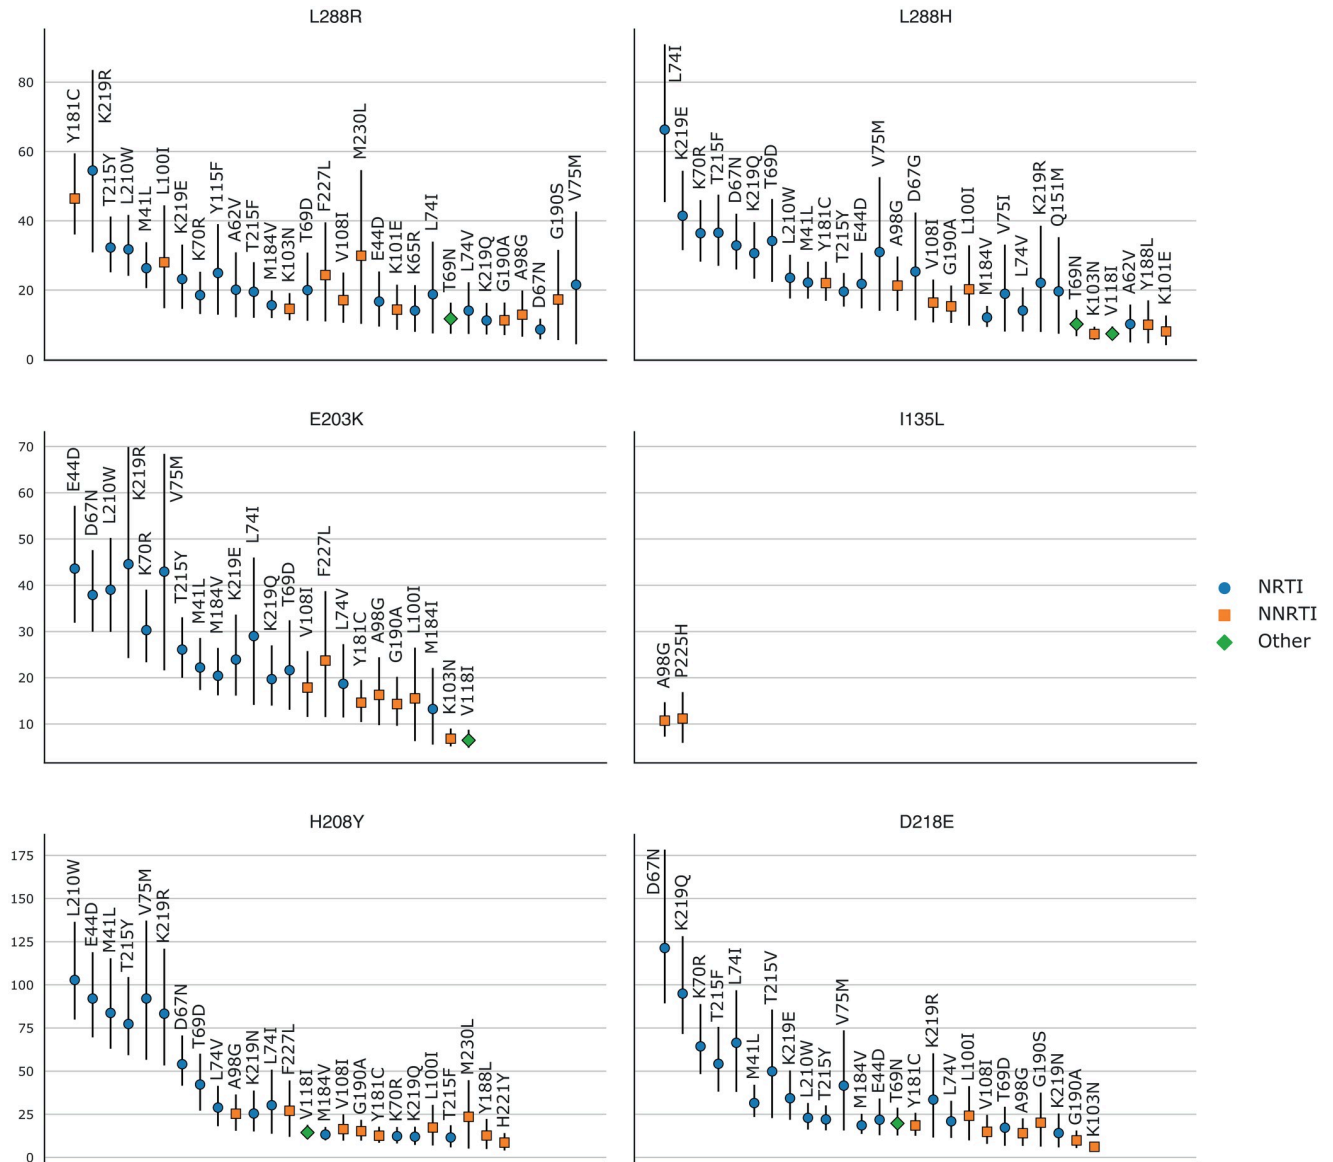 L288R
80
60
40
20
0
Y181C
K219R
T215Y
L210W
M41L
L100I
K219E
K70R
Y115F
A62V
T215F
M184V
K103N
T69D
F227L
V108I
M230L
E44D
K101E
K65R
L74I
T69N
L74V
K219Q
G190A
A98G
D67N
G190S
V75M
L288H
L74I
K219E
K70R
T215F
D67N
K219Q
T69D
L210W
M41L
Y181C
T215Y
E44D
V75M
A98G
D67G
V108I
G190A
L100I
M184V
V75I
L74V
K219R
Q151M
T69N
K103N
V118I
A62V
Y188L
K101E
E203K
70
60
50
40
30
20
10
E44D
D67N
L210W
K219R
K70R
V75M
T215Y
M41L
M184V
K219E
L74I
K219Q
T69D
V108I
F227L
L74V
Y181C
A98G
G190A
L100I
M184I
K103N
V118I
I135L
A98G
P225H
NRTI
NNRTI
Other
H208Y
175
150
125
100
75
50
25
0
L210W
E44D
M41L
T215Y
V75M
K219R
D67N
T69D
L74V
A98G
K219N
L74I
F227L
V118I
M184V
V108I
G190A
Y181C
K70R
K219Q
L100I
T215F
M230L
Y188L
H221Y
D218E
D67N
K219Q
K70R
T215F
L74I
M41L
T215V
K219E
L210W
T215Y
V75M
M184V
E44D
T69N
Y181C
K219R
L74V
L100I
V108I
T69D
A98G
G190S
K219N
G190A
K103N